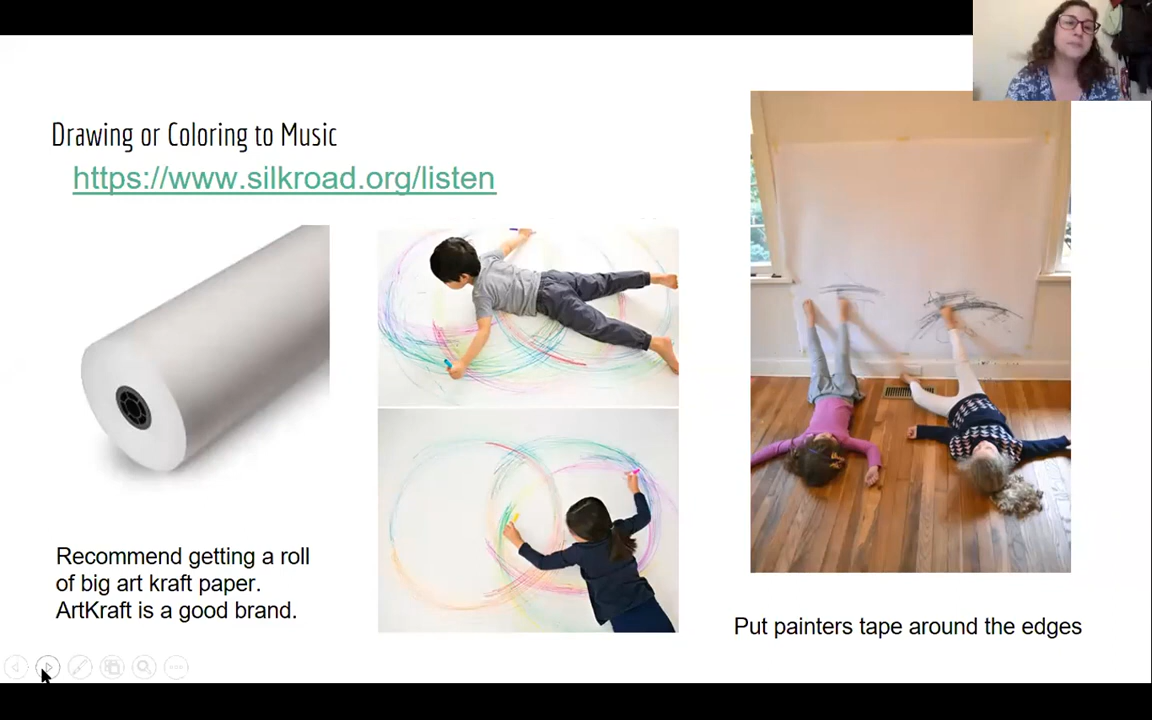 Drawing or Coloring to Music
https://www.silkroad.org/listen
Recommend getting a roll
of big art kraft paper.
ArtKraft is a good brand.
Put painters tape around the edges